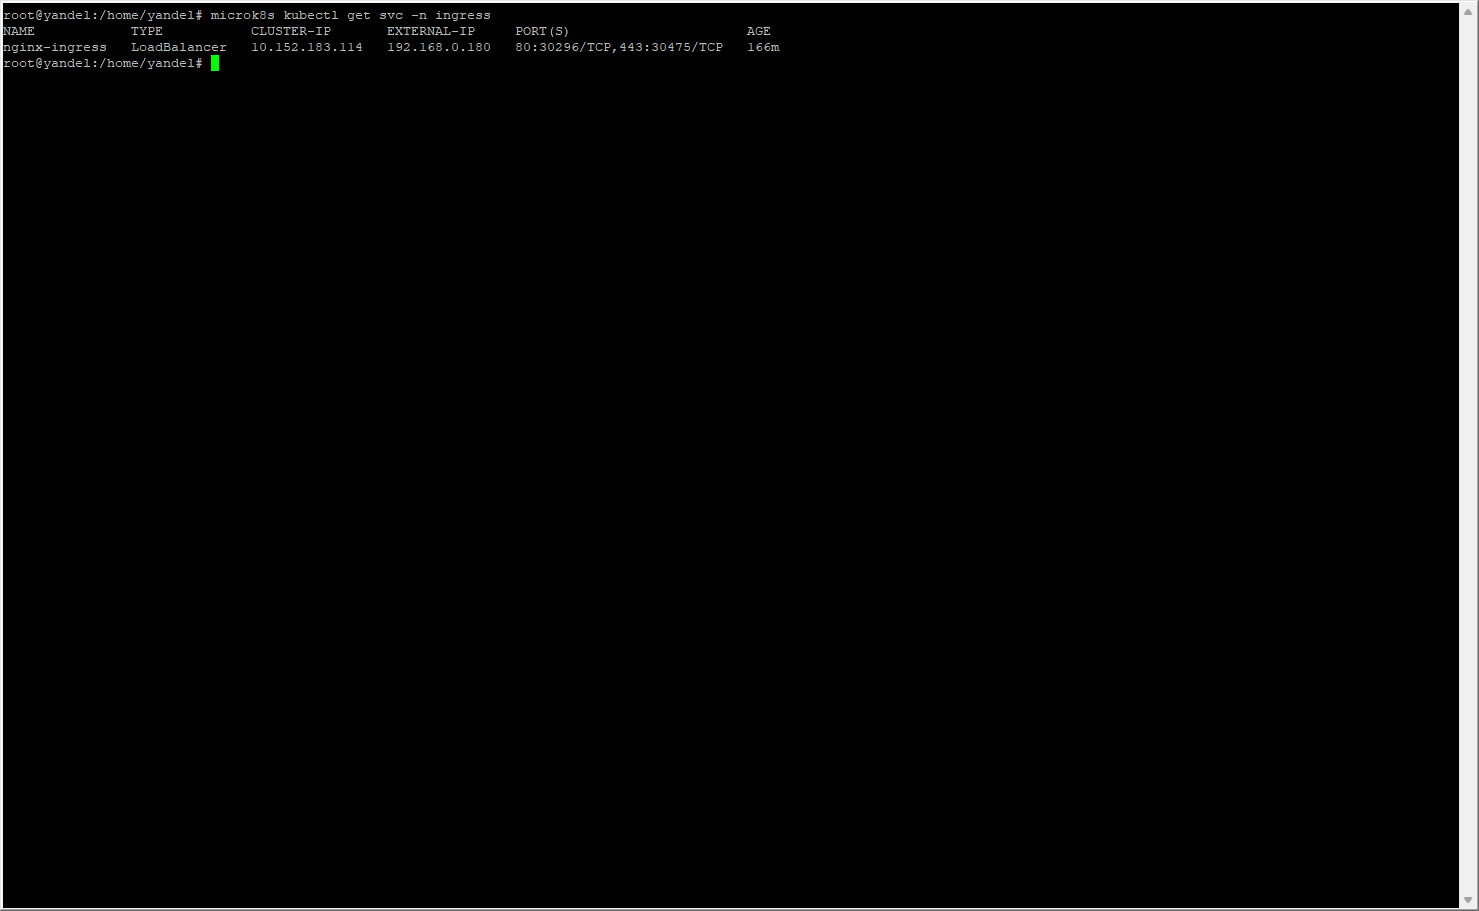 root@yandel:/home/yandel# microk8s kubectl get svc -n ingress
NAME            TYPE           CLUSTER-IP       EXTERNAL-IP     PORT(S)                      AGE
nginx-ingress   LoadBalancer   10.152.183.114   192.168.0.180   80:30296/TCP,443:30475/TCP   166m
root@yandel:/home/yandel#